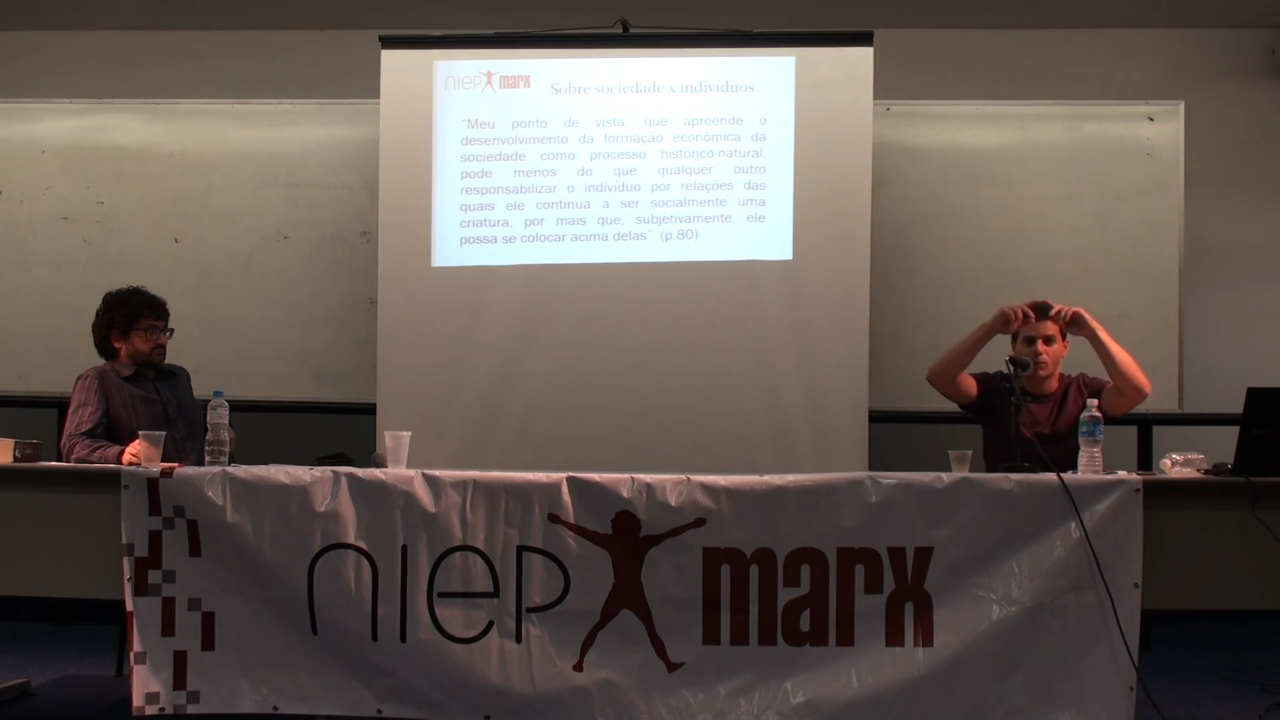 NIEP marx
Sobre sociedade x indivíduos
"Meu ponto de vista, que apreende o
desenvolvimento da formação econômica da
sociedade como processo histórico-natural,
pode menos do que qualquer outro
responsabilizar o indivíduo por relações das
quais ele continua a ser socialmente uma
criatura, por mais que, subjetivamente, ele
possa se colocar acima delas" (p.80)
NIEP marx